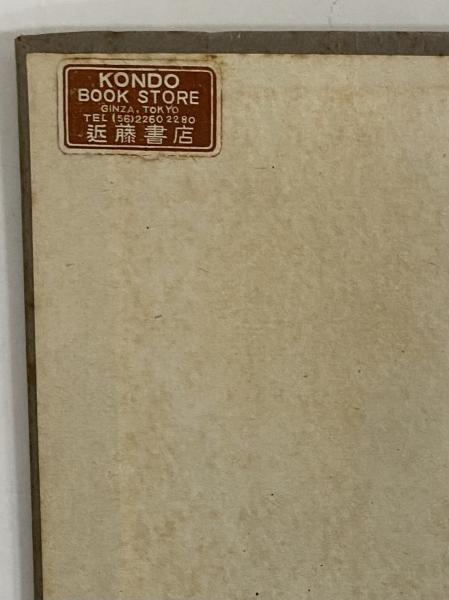 KONDO
BOOK STORE
GINZA, TOKYO
TEL (56) 2260 2280
近藤書店